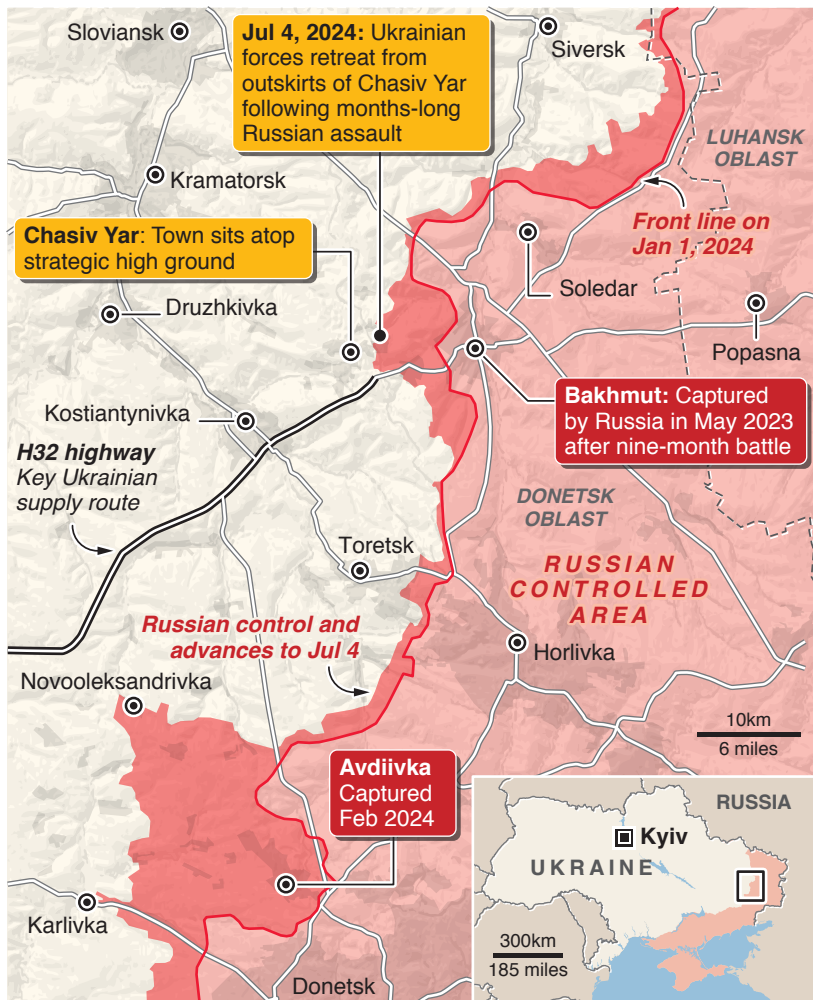 Sloviansk
Jul 4, 2024: Ukrainian
forces retreat from
outskirts of Chasiv Yar
following months-long
Russian assault
Siversk
LUHANSK
OBLAST
Kramatorsk
Front line on
Jan 1, 2024
Chasiv Yar: Town sits atop
strategic high ground
Soledar
Druzhkivka
Popasna
Bakhmut: Captured
by Russia in May 2023
after nine-month battle
Kostiantynivka
H32 highway
Key Ukrainian
supply route
DONETSK
OBLAST
Toretsk
RUSSIAN
CONTROLLED
AREA
Russian control and
advances to Jul 4
Horlivka
Novooleksandrivka
10km
6 miles
Avdiivka
Captured
Feb 2024
RUSSIA
Kyiv
UKRAINE
Karlivka
300km
185 miles
Donetsk